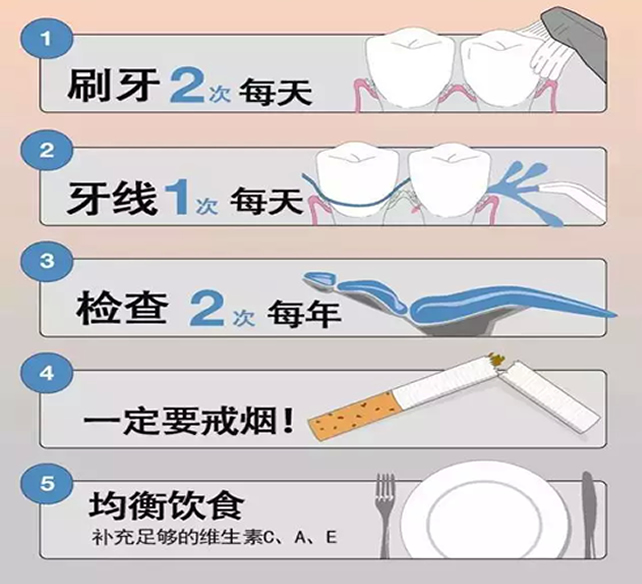 1
刷牙2次 每天
2
牙线1次 每天
3
检查 2次 每年
4
一定要戒烟！
5
均衡饮食
补充足够的维生素C、A、E